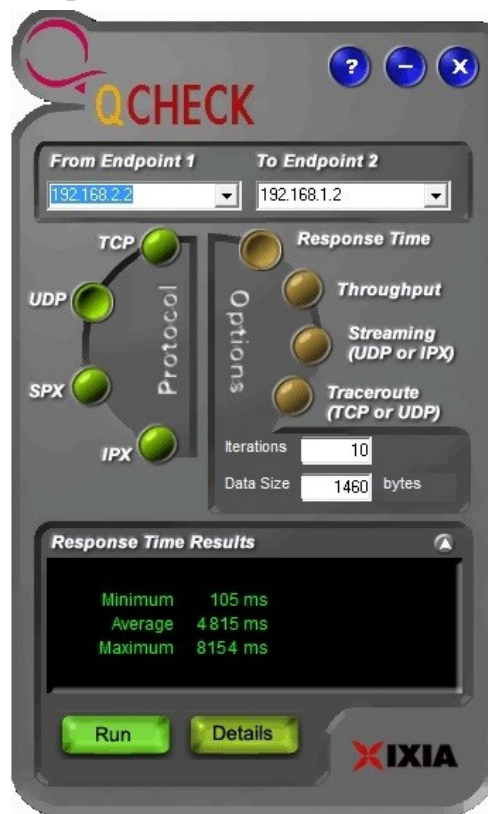 ? – X
QCHECK
From Endpoint 1 To Endpoint 2
192.168.2.2 192.168.1.2
TCP
UDP
SPX
IPX
Protocol
Options
Response Time
Throughput
Streaming
(UDP or IPX)
Traceroute
(TCP or UDP)
Iterations 10
Data Size 1460 bytes
Response Time Results
Minimum 105 ms
Average 4815 ms
Maximum 8154 ms
Run Details
XIXIA